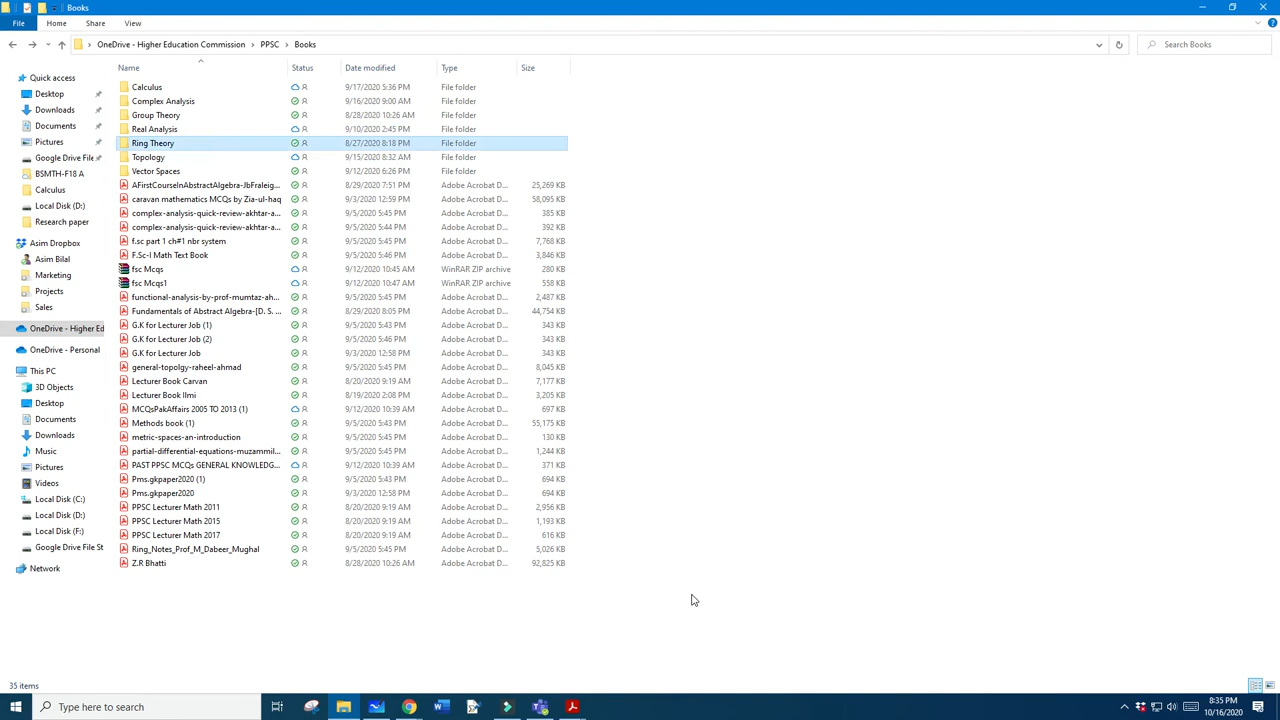 Books
File Home Share View
OneDrive - Higher Education Commission > PPSC > Books
Search Books
Name Status Date modified Type Size
Quick access
Desktop
Downloads
Documents
Pictures
Google Drive File
BSMTH-F18 A
Calculus
Local Disk (D:)
Research paper
Asim Dropbox
Asim Bilal
Marketing
Projects
Sales
OneDrive - Higher Ed
OneDrive - Personal
This PC
3D Objects
Desktop
Documents
Downloads
Music
Pictures
Videos
Local Disk (C:)
Local Disk (D:)
Local Disk (F:)
Google Drive File St
Network
Calculus 9/17/2020 5:36 PM File folder
Complex Analysis 9/16/2020 9:00 AM File folder
Group Theory 8/28/2020 10:26 AM File folder
Real Analysis 9/10/2020 2:45 PM File folder
Ring Theory 8/27/2020 8:18 PM File folder
Topology 9/15/2020 8:32 AM File folder
Vector Spaces 9/12/2020 6:26 PM File folder
AFirstCourseInAbstractAlgebra-JbFraleig... 8/29/2020 7:51 PM Adobe Acrobat D... 25,269 KB
caravan mathematics MCQs by Zia-ul-haq 9/3/2020 12:59 PM Adobe Acrobat D... 58,095 KB
complex-analysis-quick-review-akhtar-a... 9/5/2020 5:45 PM Adobe Acrobat D... 385 KB
complex-analysis-quick-review-akhtar-a... 9/5/2020 5:44 PM Adobe Acrobat D... 392 KB
f.sc part 1 ch#1 nbr system 9/5/2020 5:45 PM Adobe Acrobat D... 7,768 KB
F.Sc-I Math Text Book 9/5/2020 5:46 PM Adobe Acrobat D... 3,846 KB
fsc Mcqs 9/12/2020 10:45 AM WinRAR ZIP archive 280 KB
fsc Mcqs1 9/12/2020 10:47 AM WinRAR ZIP archive 558 KB
functional-analysis-by-prof-mumtaz-ah... 9/5/2020 5:45 PM Adobe Acrobat D... 2,487 KB
Fundamentals of Abstract Algebra-[D. S. ... 8/29/2020 8:05 PM Adobe Acrobat D... 44,754 KB
G.K for Lecturer Job (1) 9/5/2020 5:43 PM Adobe Acrobat D... 343 KB
G.K for Lecturer Job (2) 9/5/2020 5:46 PM Adobe Acrobat D... 343 KB
G.K for Lecturer Job 9/3/2020 12:58 PM Adobe Acrobat D... 343 KB
general-topolgy-raheel-ahmad 9/5/2020 5:45 PM Adobe Acrobat D... 8,045 KB
Lecturer Book Carvan 8/20/2020 9:19 AM Adobe Acrobat D... 7,177 KB
Lecturer Book Ilmi 8/19/2020 2:08 PM Adobe Acrobat D... 3,205 KB
MCQsPakAffairs 2005 TO 2013 (1) 9/12/2020 10:39 AM Adobe Acrobat D... 697 KB
Methods book (1) 9/5/2020 5:43 PM Adobe Acrobat D... 55,175 KB
metric-spaces-an-introduction 9/5/2020 5:45 PM Adobe Acrobat D... 130 KB
partial-differential-equations-muzammil... 9/5/2020 5:45 PM Adobe Acrobat D... 1,244 KB
PAST PPSC MCQs GENERAL KNOWLEDG... 9/12/2020 10:39 AM Adobe Acrobat D... 371 KB
Pms.gkpaper2020 (1) 9/5/2020 5:43 PM Adobe Acrobat D... 694 KB
Pms.gkpaper2020 9/3/2020 12:58 PM Adobe Acrobat D... 694 KB
PPSC Lecturer Math 2011 8/20/2020 9:19 AM Adobe Acrobat D... 2,956 KB
PPSC Lecturer Math 2015 8/20/2020 9:19 AM Adobe Acrobat D... 1,193 KB
PPSC Lecturer Math 2017 8/20/2020 9:19 AM Adobe Acrobat D... 616 KB
Ring_Notes_Prof_M_Dabeer_Mughal 9/5/2020 5:45 PM Adobe Acrobat D... 5,026 KB
Z.R Bhatti 8/28/2020 10:26 AM Adobe Acrobat D... 92,825 KB
35 items
Type here to search
8:35 PM
10/16/2020